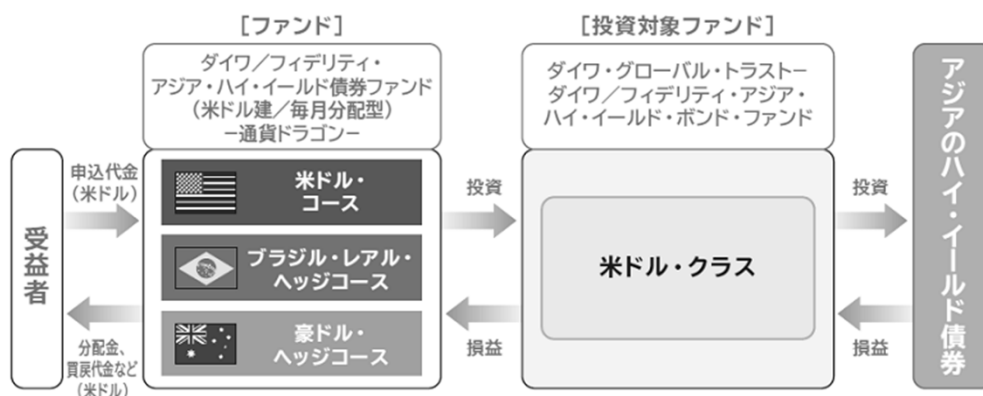 [ファンド]
ダイワ／フィデリティ・
アジア・ハイ・イールド債券ファンド
（米ドル建／毎月分配型）
−通貨ドラゴン−
[投資対象ファンド]
ダイワ・グローバル・トラスト−
ダイワ／フィデリティ・アジア・
ハイ・イールド・ボンド・ファンド
受益者
申込代金
（米ドル）
分配金、
買戻代金など
（米ドル）
米ドル・
コース
ブラジル・レアル・
ヘッジコース
豪ドル・
ヘッジコース
投資
損益
米ドル・クラス
投資
損益
アジアのハイ・イールド債券